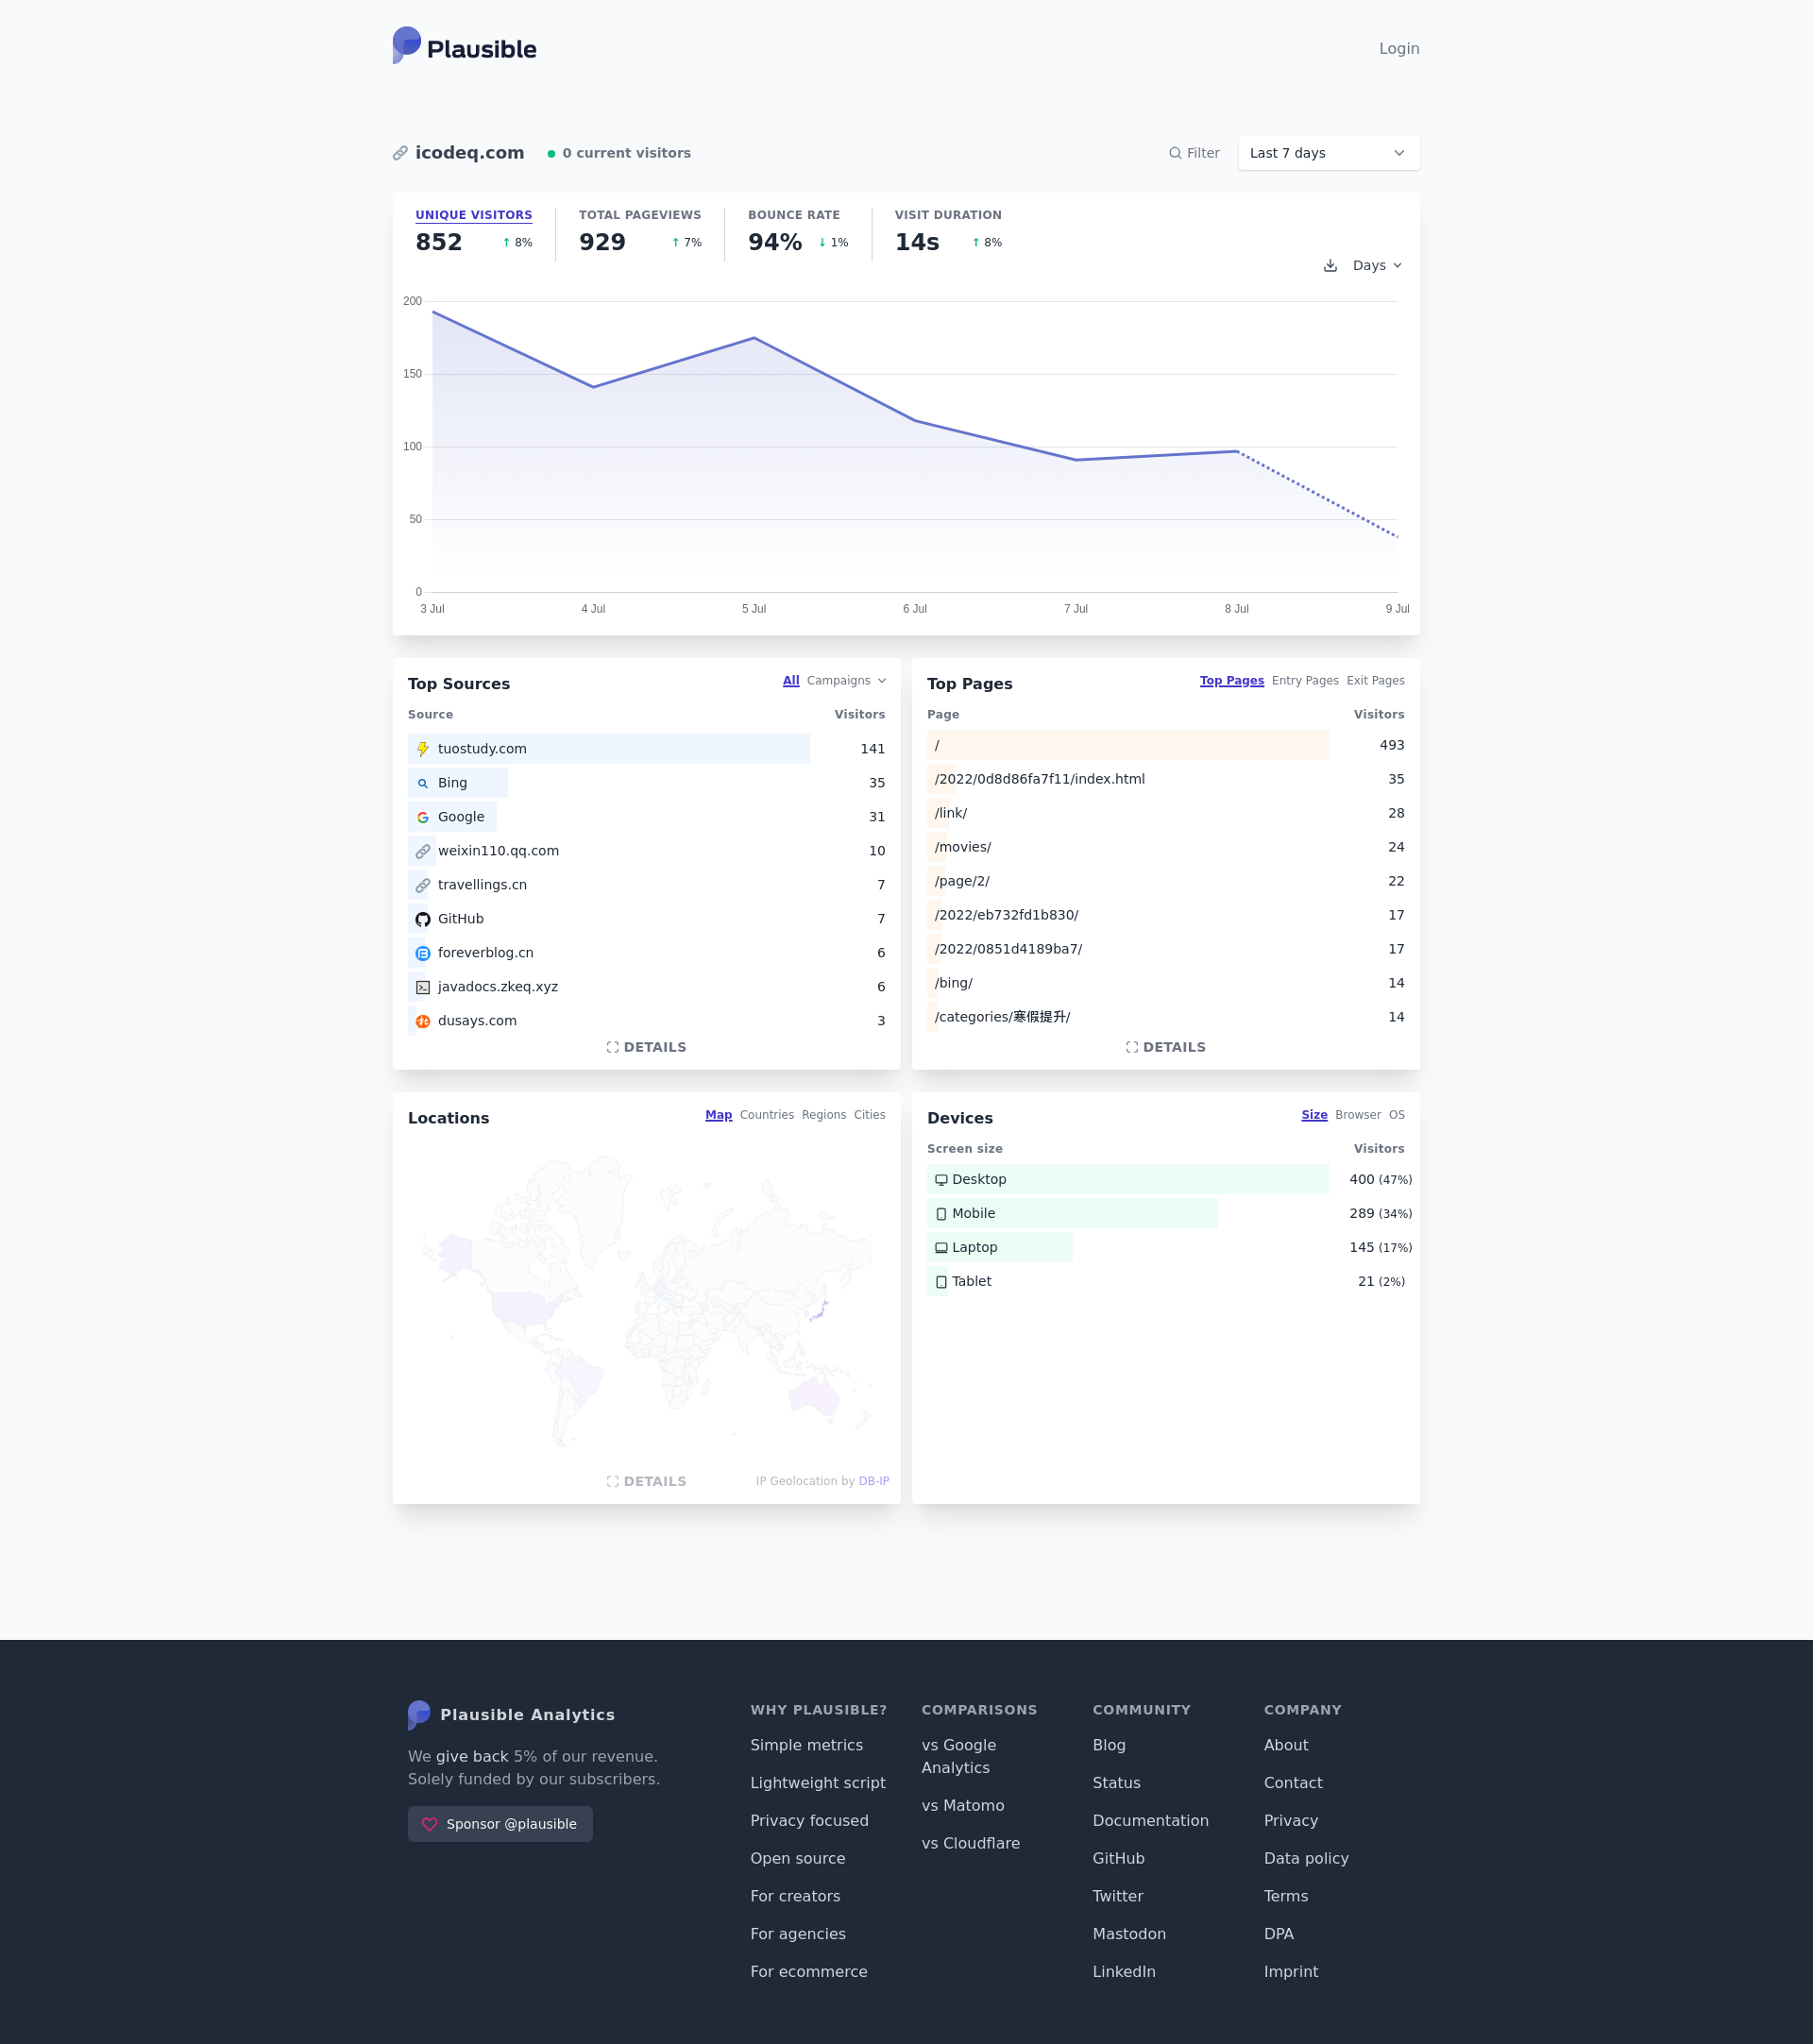 Plausible
Login
icodeq.com
0 current visitors
Filter
Last 7 days
UNIQUE VISITORS
852
↑ 8%
TOTAL PAGEVIEWS
929
↑ 7%
BOUNCE RATE
94%
↓ 1%
VISIT DURATION
14s
↑ 8%
Days
200
150
100
50
0
3 Jul
4 Jul
5 Jul
6 Jul
7 Jul
8 Jul
9 Jul
Top Sources
All Campaigns
Source Visitors
tuostudy.com 141
Bing 35
Google 31
weixin110.qq.com 10
travellings.cn 7
GitHub 7
foreverblog.cn 6
javadocs.zkeq.xyz 6
dusays.com 3
DETAILS
Top Pages
Top Pages Entry Pages Exit Pages
Page Visitors
/ 493
/2022/0d8d86fa7f11/index.html 35
/link/ 28
/movies/ 24
/page/2/ 22
/2022/eb732fd1b830/ 17
/2022/0851d4189ba7/ 17
/bing/ 14
/categories/寒假提升/ 14
DETAILS
Locations
Map Countries Regions Cities
DETAILS
IP Geolocation by DB-IP
Devices
Size Browser OS
Screen size Visitors
Desktop 400 (47%)
Mobile 289 (34%)
Laptop 145 (17%)
Tablet 21 (2%)
Plausible Analytics
We give back 5% of our revenue.
Solely funded by our subscribers.
Sponsor @plausible
WHY PLAUSIBLE?
Simple metrics
Lightweight script
Privacy focused
Open source
For creators
For agencies
For ecommerce
COMPARISONS
vs Google
Analytics
vs Matomo
vs Cloudflare
COMMUNITY
Blog
Status
Documentation
GitHub
Twitter
Mastodon
LinkedIn
COMPANY
About
Contact
Privacy
Data policy
Terms
DPA
Imprint